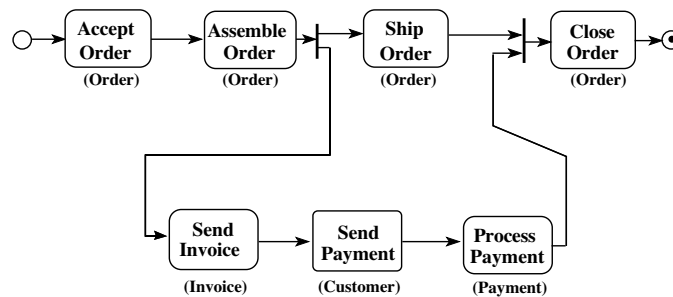 Accept
Order
(Order)
Assemble
Order
(Order)
Ship
Order
(Order)
Close
Order
(Order)
Send
Invoice
(Invoice)
Send
Payment
(Customer)
Process
Payment
(Payment)